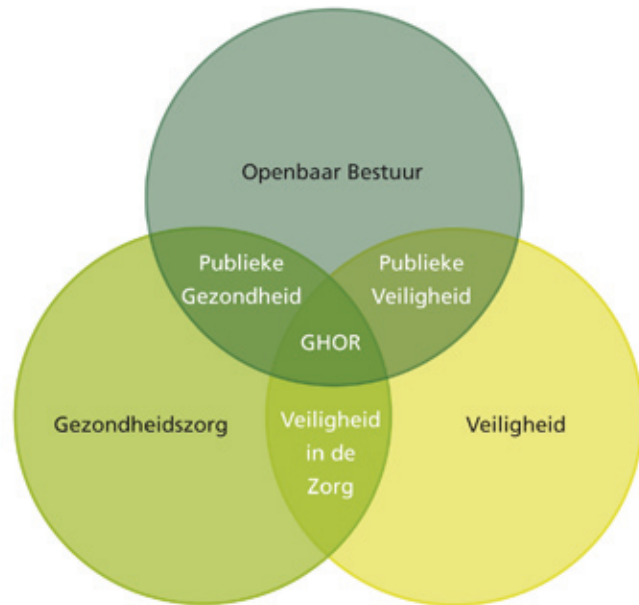 Openbaar Bestuur
Publieke
Gezondheid
Publieke
Veiligheid
GHOR
Gezondheidszorg
Veiligheid
in de
Zorg
Veiligheid